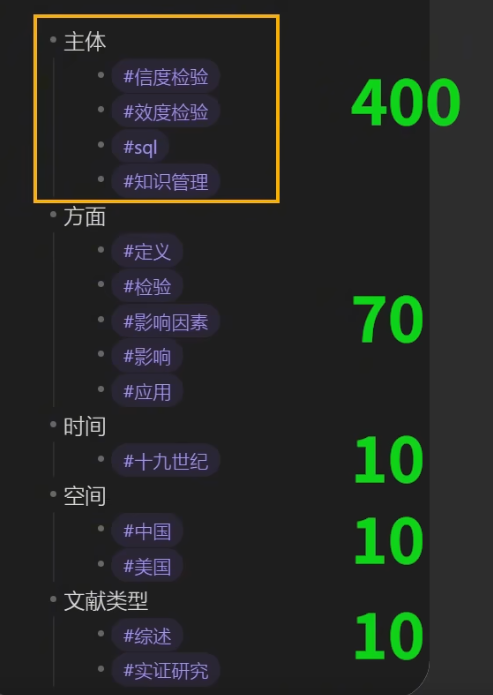 主体
#信度检验
#效度检验
400
#sql
#知识管理
方面
#定义
#检验
#影响因素
70
#影响
#应用
时间
#十九世纪
10
空间
#中国
10
#美国
文献类型
#综述
10
#实证研究